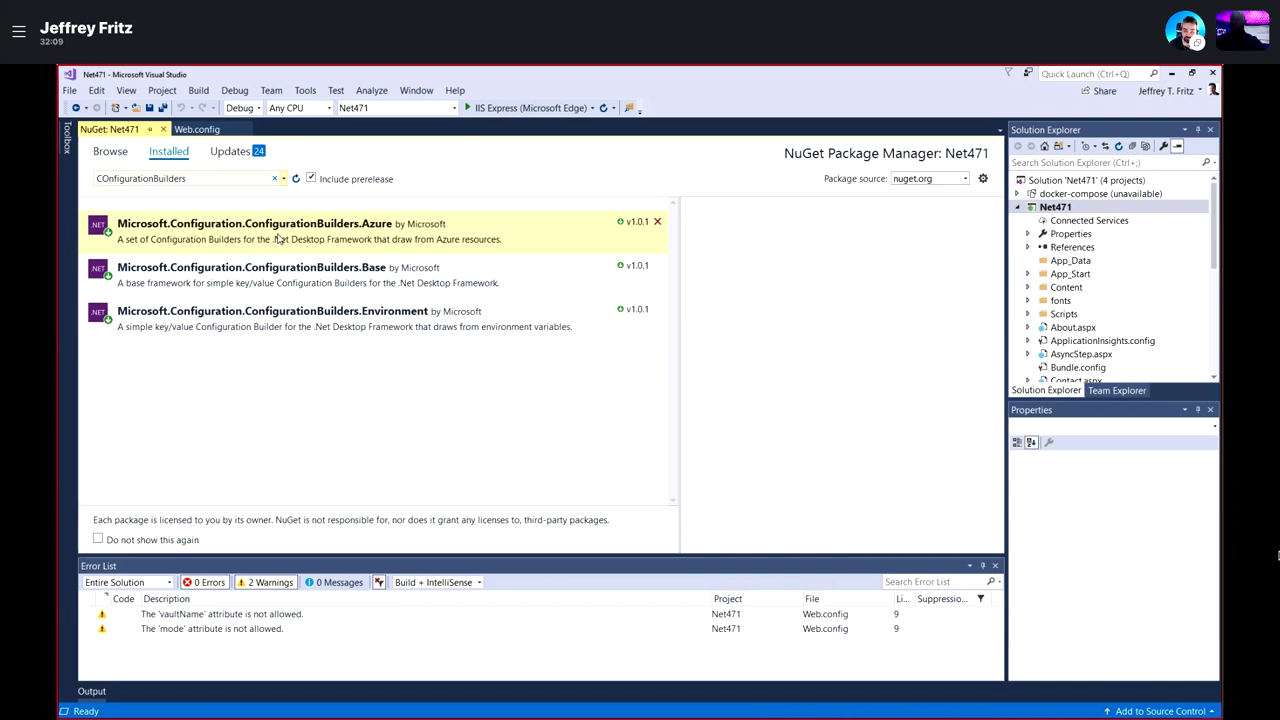 Jeffrey Fritz
32:09
Net471 - Microsoft Visual Studio
Quick Launch (Ctrl+Q)
File Edit View Project Build Debug Team Tools Test Analyze Window Help
Share Jeffrey T. Fritz
Debug Any CPU Net471 IIS Express (Microsoft Edge)
Toolbox
NuGet: Net471 Web.config
Browse Installed Updates 24
NuGet Package Manager: Net471
COnfigurationBuilders Include prerelease
Package source: nuget.org
.NET
Microsoft.Configuration.ConfigurationBuilders.Azure by Microsoft v1.0.1
A set of Configuration Builders for the .Net Desktop Framework that draw from Azure resources.
.NET
Microsoft.Configuration.ConfigurationBuilders.Base by Microsoft v1.0.1
A base framework for simple key/value Configuration Builders for the .Net Desktop Framework.
.NET
Microsoft.Configuration.ConfigurationBuilders.Environment by Microsoft v1.0.1
A simple key/value Configuration Builder for the .Net Desktop Framework that draws from environment variables.
Each package is licensed to you by its owner. NuGet is not responsible for, nor does it grant any licenses to, third-party packages.
Do not show this again
Solution Explorer
Search Solution Explorer (Ctrl+;)
Solution 'Net471' (4 projects)
docker-compose (unavailable)
Net471
Connected Services
Properties
References
App_Data
App_Start
Content
fonts
Scripts
About.aspx
ApplicationInsights.config
AsyncStep.aspx
Bundle.config
Contact.aspx
Solution Explorer Team Explorer
Properties
Error List
Entire Solution 0 Errors 2 Warnings 0 Messages Build + IntelliSense Search Error List
Code Description Project File Li... Suppressio...
The 'vaultName' attribute is not allowed. Net471 Web.config 9
The 'mode' attribute is not allowed. Net471 Web.config 9
Output
Ready Add to Source Control